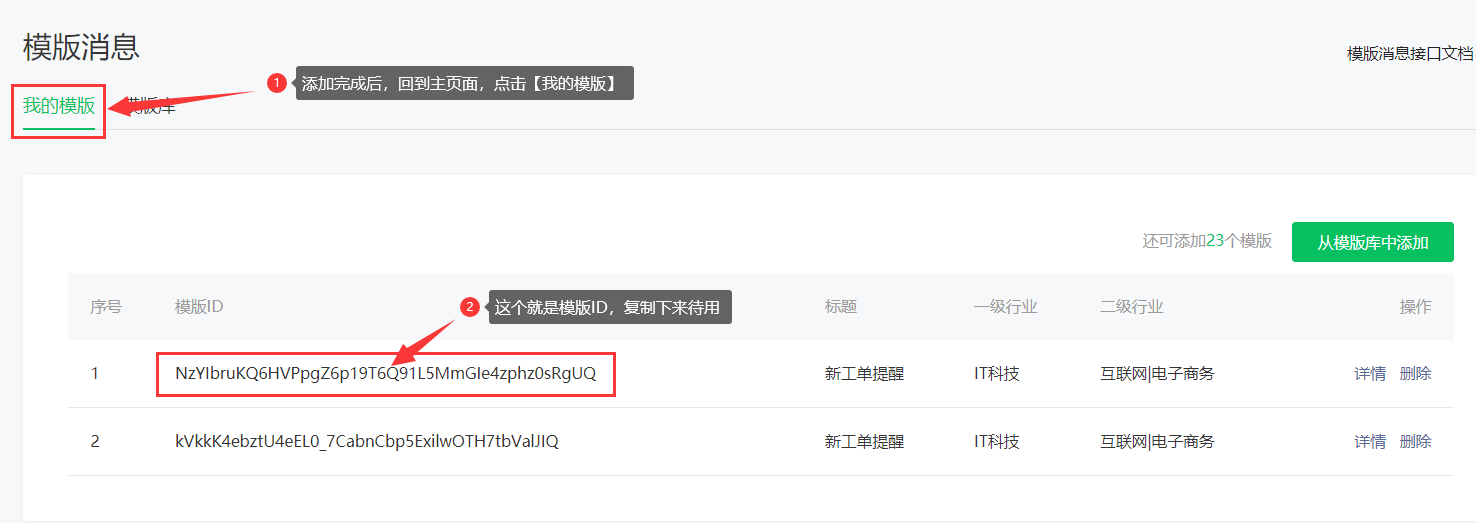 模版消息
模版消息接口文档
1 添加完成后，回到主页面，点击【我的模版】
我的模版 模版库
还可添加23个模版 从模版库中添加
序号 模版ID 2 这个就是模版ID，复制下来待用 标题 一级行业 二级行业 操作
1 NzYIbruKQ6HVPpgZ6p19T6Q91L5MmGIe4zphz0sRgUQ 新工单提醒 IT科技 互联网|电子商务 详情 删除
2 kVkkK4ebztU4eEL0_7CabnCbp5ExilwOTH7tbValJIQ 新工单提醒 IT科技 互联网|电子商务 详情 删除